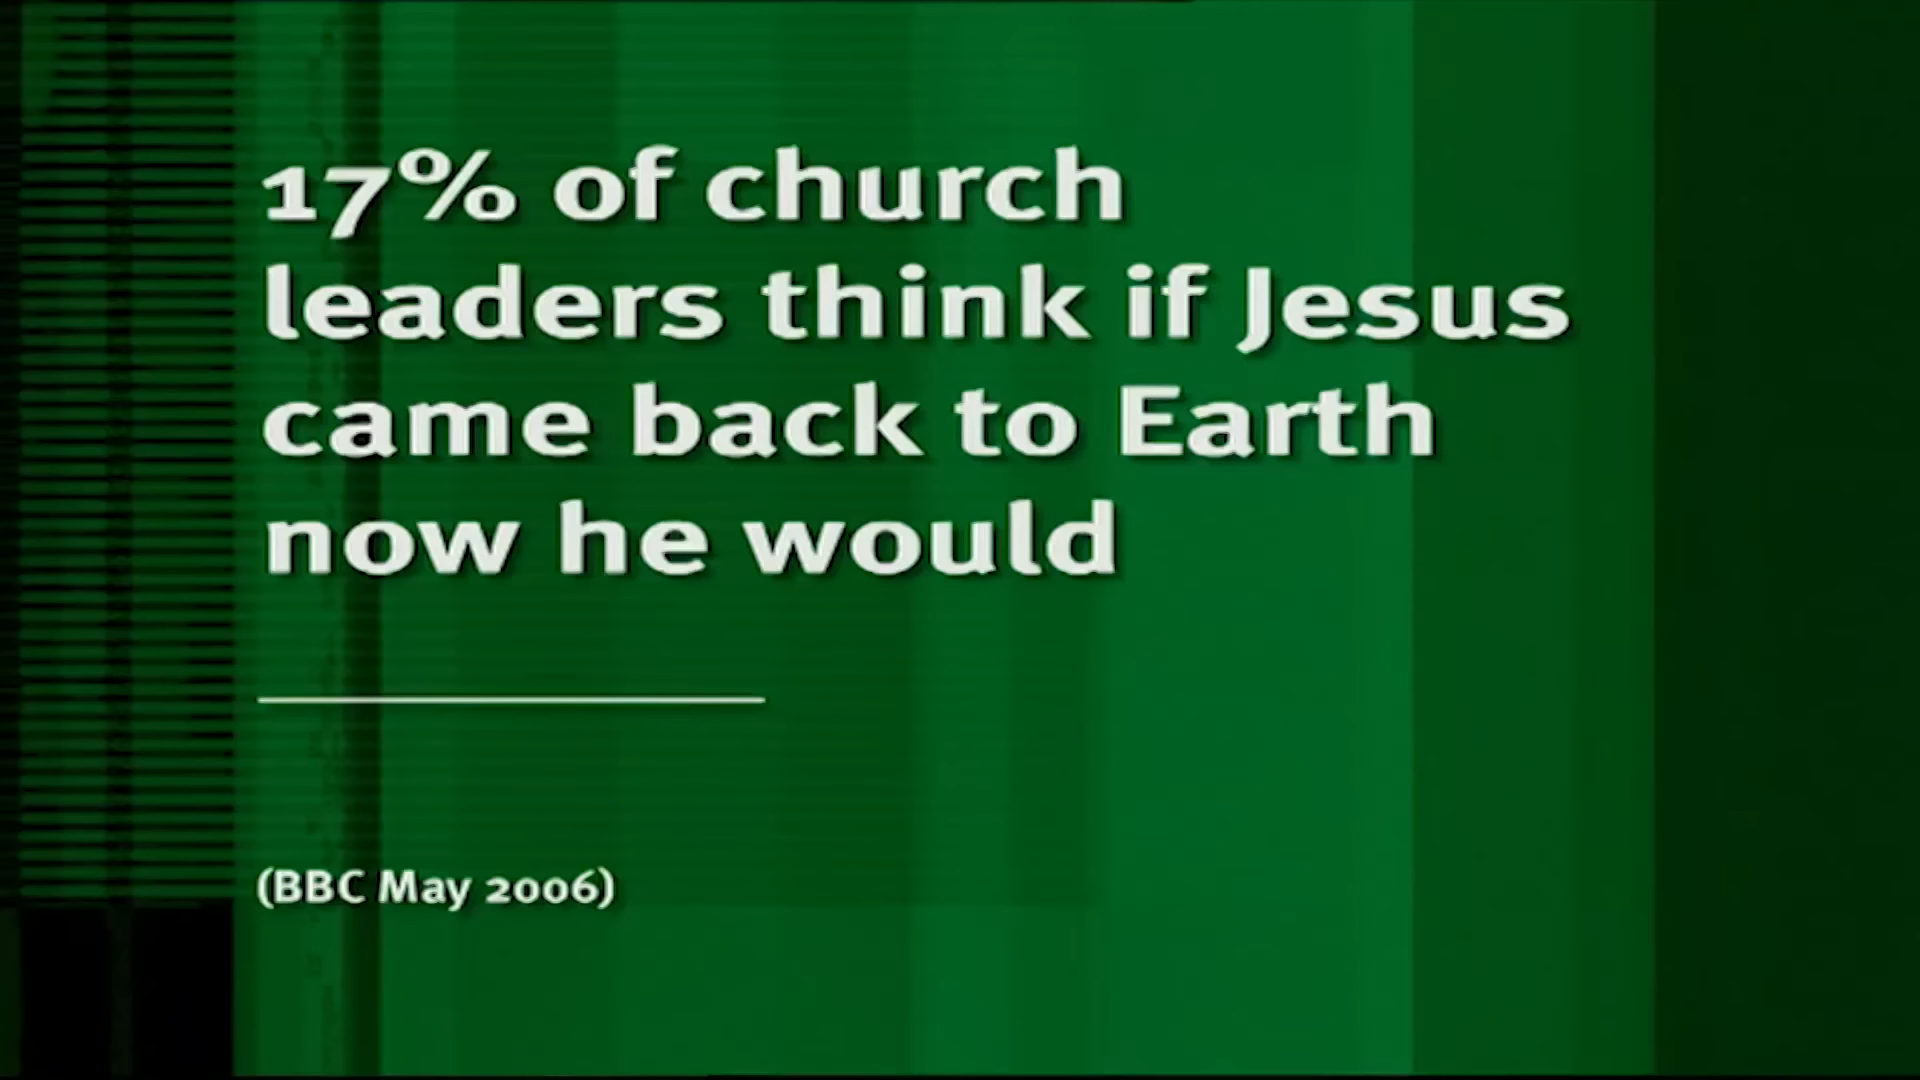 17% of church
leaders think if Jesus
came back to Earth
now he would
(BBC May 2006)